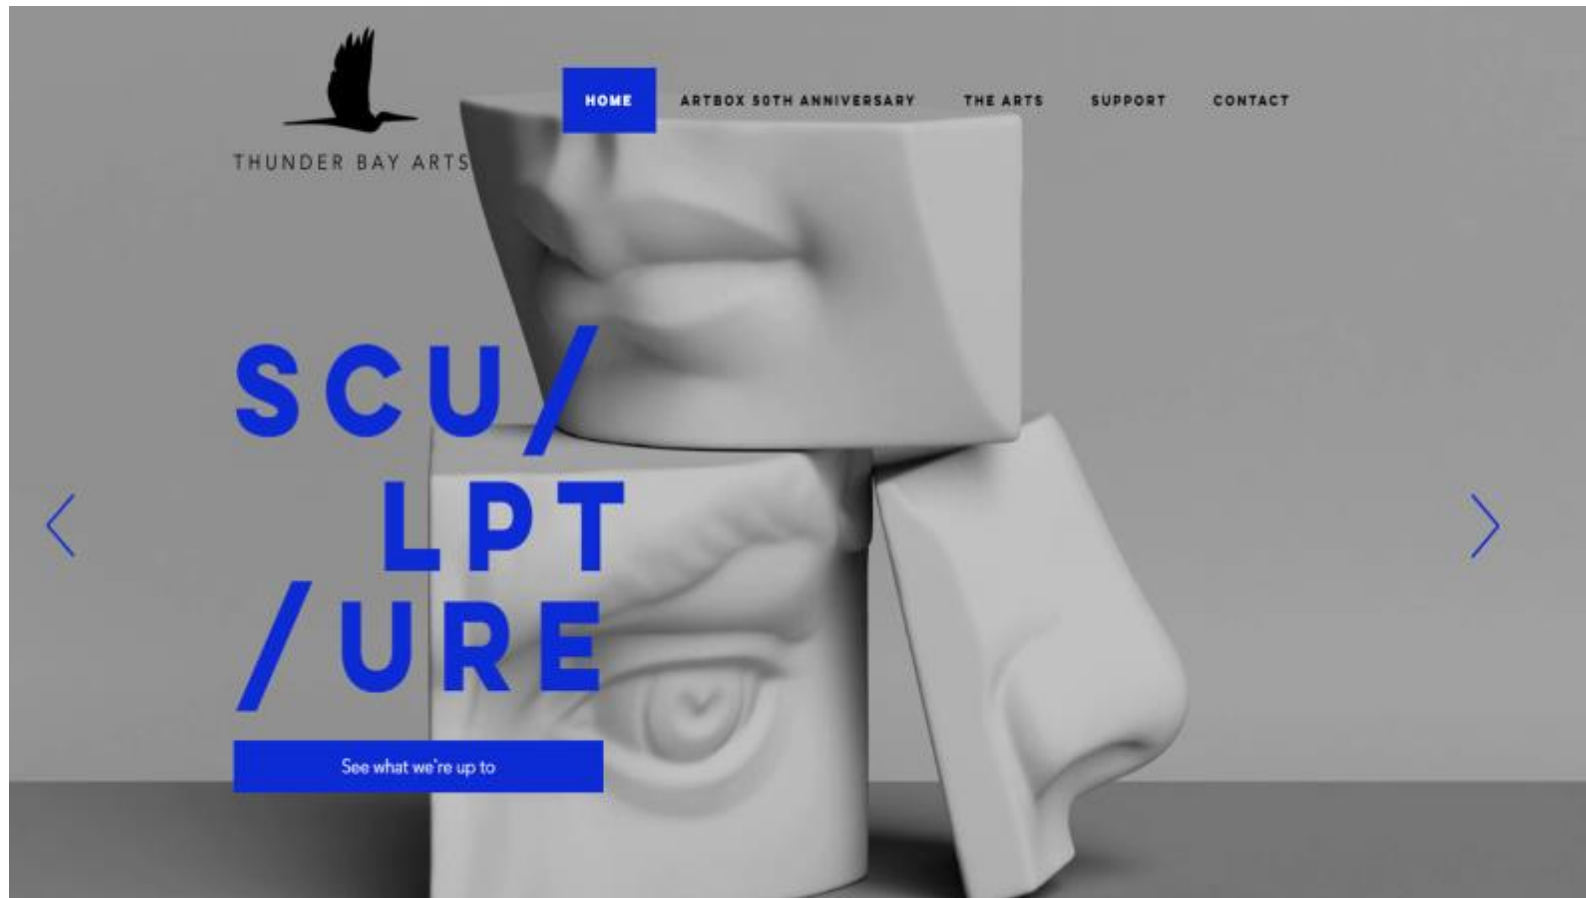 THUNDER BAY ARTS
HOME ARTBOX 50TH ANNIVERSARY THE ARTS SUPPORT CONTACT
SCU/
LPT
/URE
See what we're up to